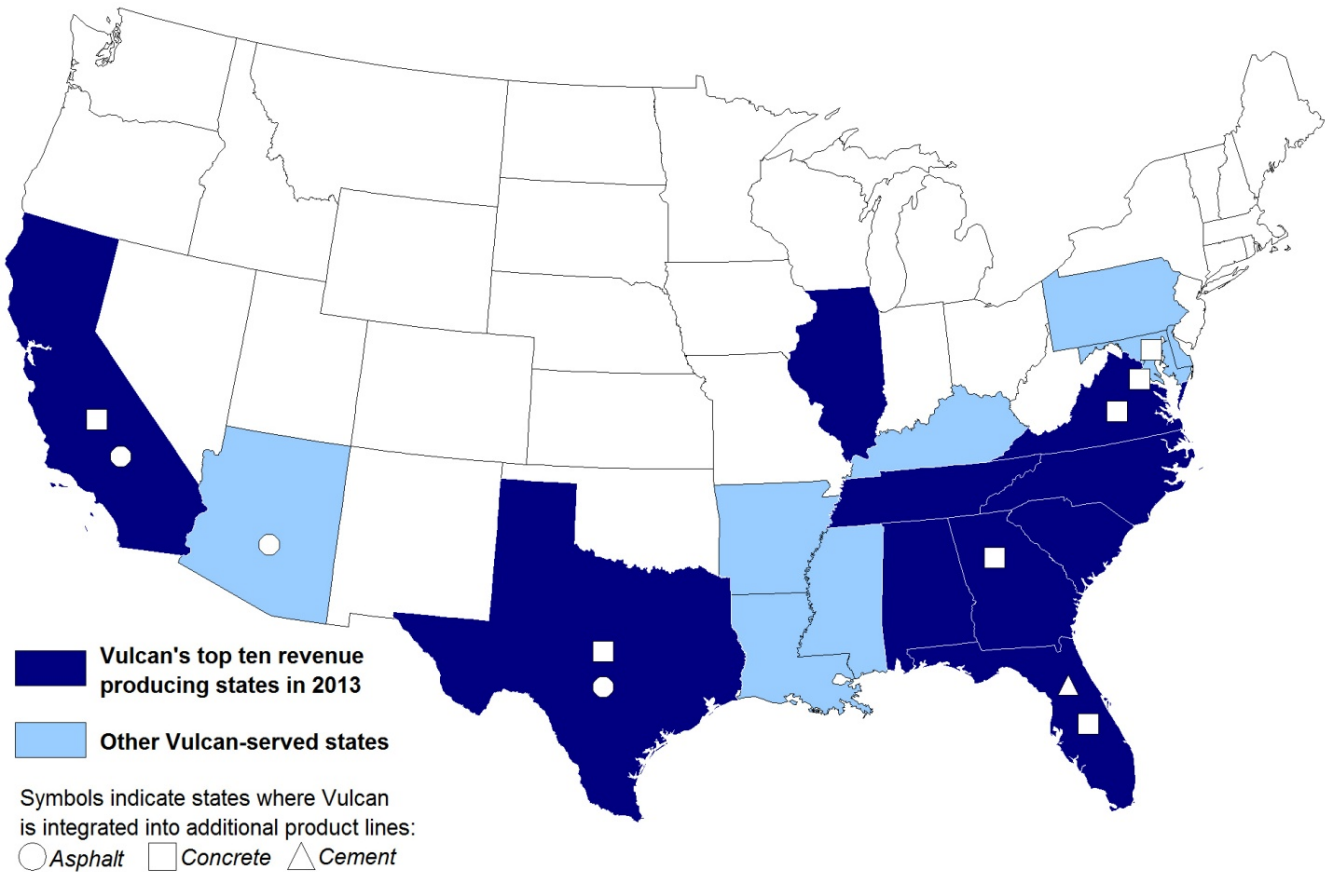 Vulcan's top ten revenue
producing states in 2013
Other Vulcan-served states
Symbols indicate states where Vulcan
is integrated into additional product lines:
Asphalt Concrete Cement